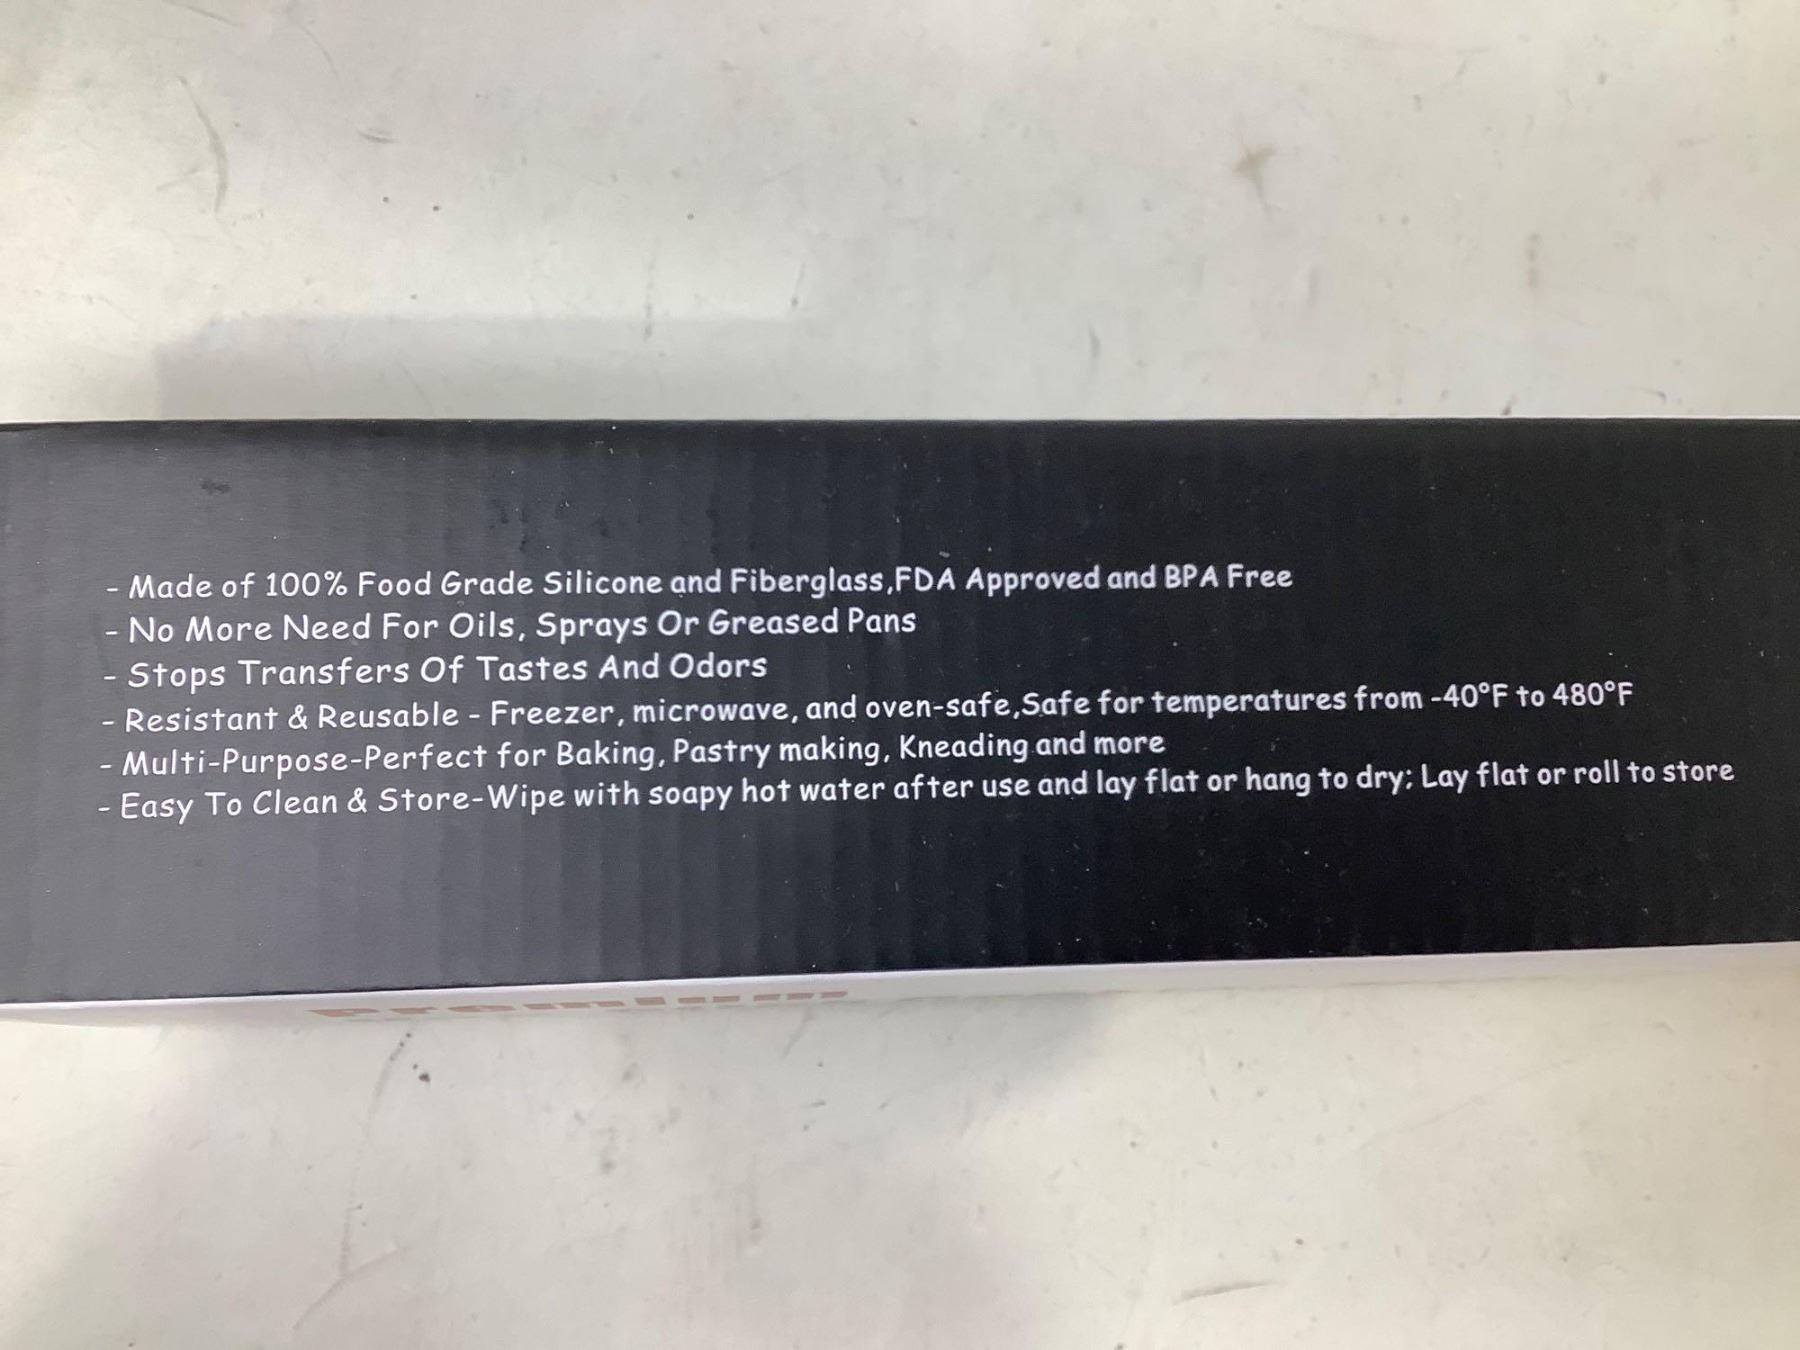 - Made of 100% Food Grade Silicone and Fiberglass,FDA Approved and BPA Free
- No More Need For Oils, Sprays Or Greased Pans
- Stops Transfers Of Tastes And Odors
- Resistant & Reusable - Freezer, microwave, and oven-safe,Safe for temperatures from -40°F to 480°F
- Multi-Purpose-Perfect for Baking, Pastry making, Kneading and more
- Easy To Clean & Store-Wipe with soapy hot water after use and lay flat or hang to dry; Lay flat or roll to store
Premium